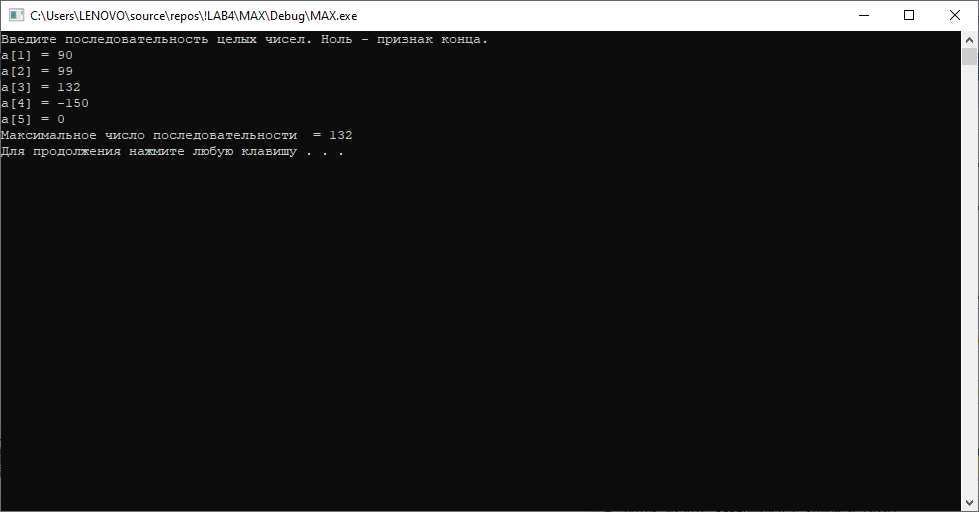 C:\Users\LENOVO\source\repos\!LAB4\MAX\Debug\MAX.exe
Введите последовательность целых чисел. Ноль - признак конца.
a[1] = 90
a[2] = 99
a[3] = 132
a[4] = -150
a[5] = 0
Максимальное число последовательности  = 132
Для продолжения нажмите любую клавишу . . .